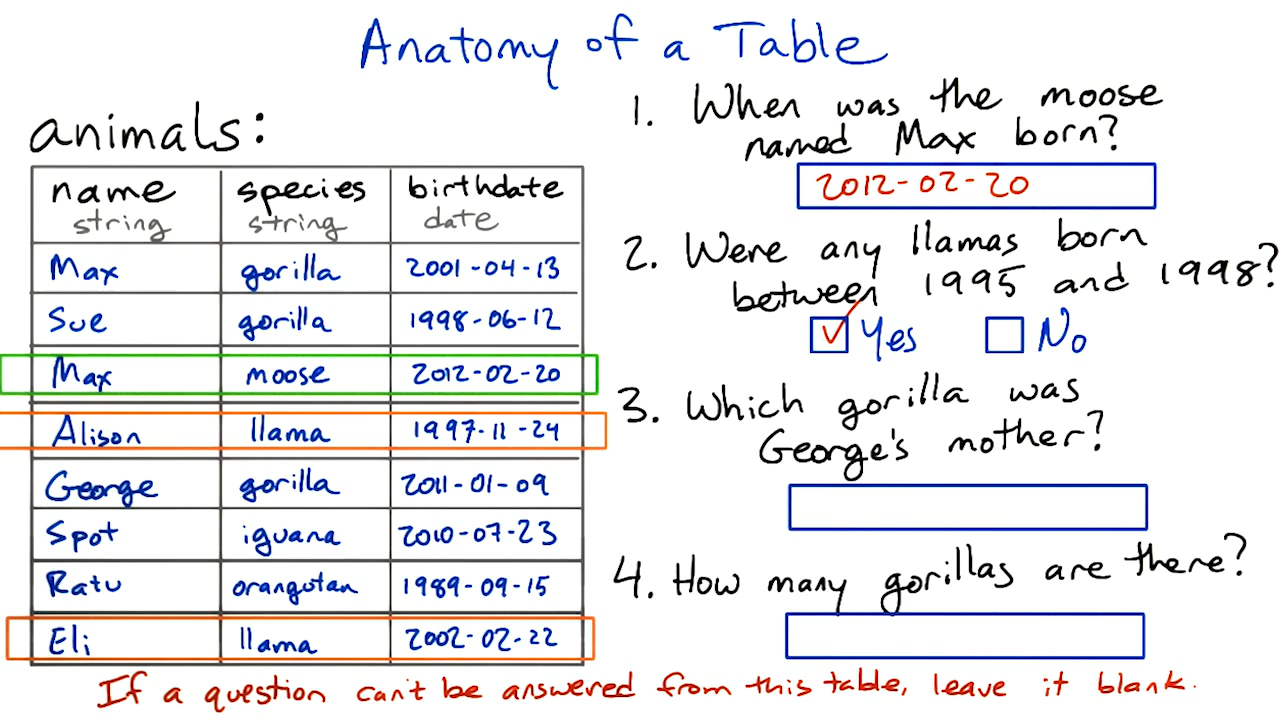 Anatomy of a Table
animals:
name species birthdate
string string date
Max gorilla 2001-04-13
Sue gorilla 1998-06-12
Max moose 2012-02-20
Alison llama 1997-11-24
George gorilla 2011-01-09
Spot iguana 2010-07-23
Ratu orangutan 1989-09-15
Eli llama 2002-02-22
1. When was the moose
named Max born?
2012-02-20
2. Were any llamas born
between 1995 and 1998?
Yes No
3. Which gorilla was
George's mother?
4. How many gorillas are there?
If a question can't be answered from this table, leave it blank.